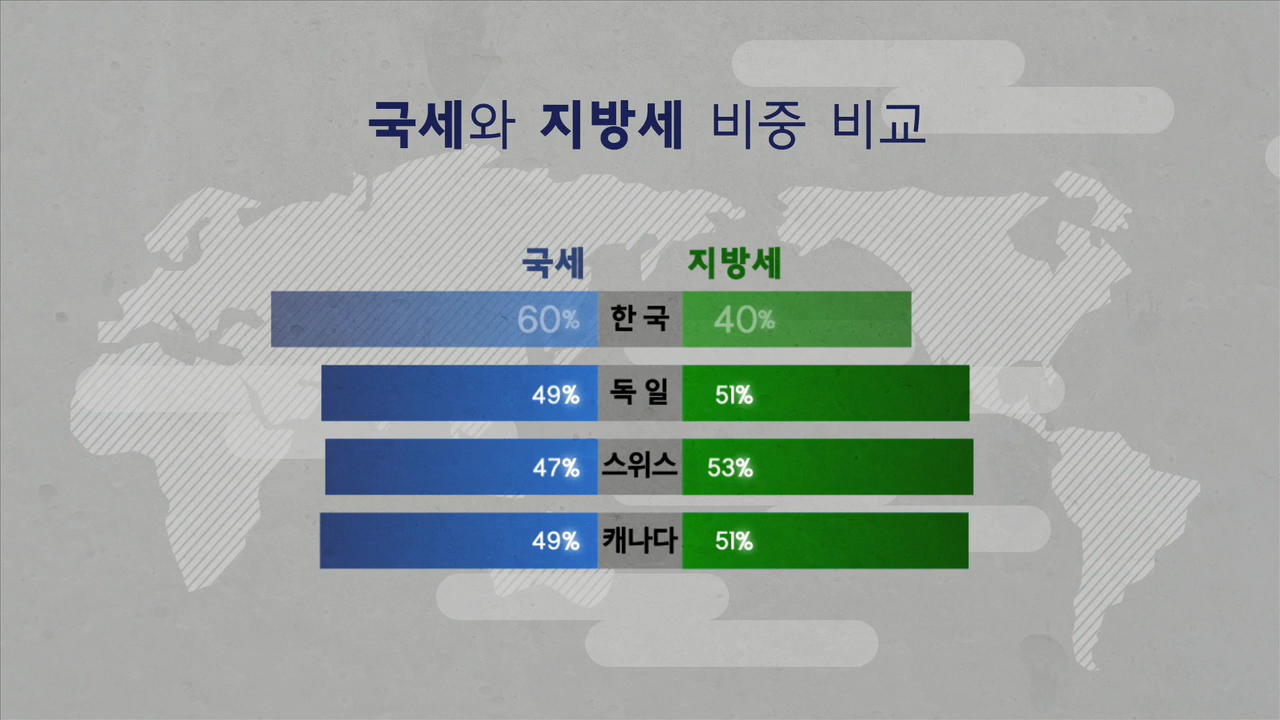 국세와 지방세 비중 비교
국세 지방세
60% 한국 40%
49% 독일 51%
47% 스위스 53%
49% 캐나다 51%